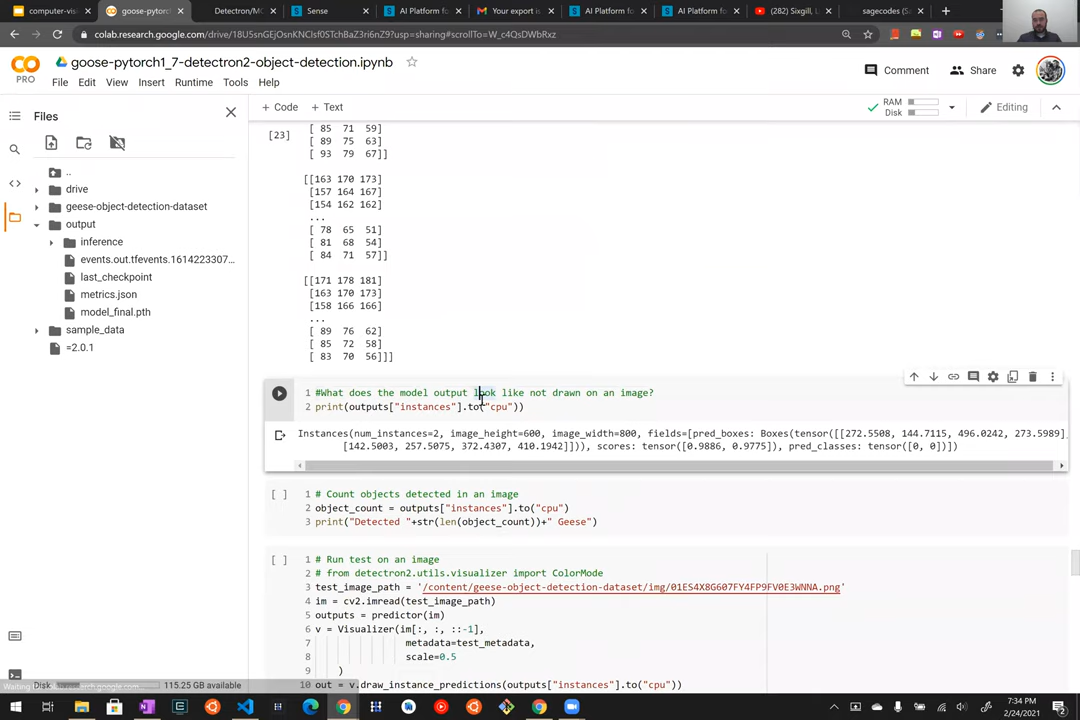 computer-visi
goose-pytorch1
Detectron/MO
Sense
AI Platform fo
Your export is
AI Platform fo
AI Platform fo
(282) Sixgill, L
sagecodes (Sa
colab.research.google.com/drive/18U5snGEjOsnKNCIsf0STchBaZ3ri6nZ9?usp=sharing#scrollTo=W_c4QsDWbRxz
PRO
goose-pytorch1_7-detectron2-object-detection.ipynb
File Edit View Insert Runtime Tools Help
Comment
Share
Files
+ Code + Text
RAM
Disk
Editing
..
drive
geese-object-detection-dataset
output
inference
events.out.tfevents.1614223307...
last_checkpoint
metrics.json
model_final.pth
sample_data
=2.0.1
Disk
115.25 GB available
[23]
[ 85 71 59]
[ 89 75 63]
[ 93 79 67]]
[[163 170 173]
[157 164 167]
[154 162 162]
...
[ 78 65 51]
[ 81 68 54]
[ 84 71 57]]
[[171 178 181]
[163 170 173]
[158 166 166]
...
[ 89 76 62]
[ 85 72 58]
[ 83 70 56]]]
1 #What does the model output look like not drawn on an image?
2 print(outputs["instances"].to("cpu"))
Instances(num_instances=2, image_height=600, image_width=800, fields=[pred_boxes: Boxes(tensor([[272.5508, 144.7115, 496.0242, 273.5989]
[142.5003, 257.5075, 372.4307, 410.1942]])), scores: tensor([0.9886, 0.9775]), pred_classes: tensor([0, 0])])
[ ]
1 # Count objects detected in an image
2 object_count = outputs["instances"].to("cpu")
3 print("Detected "+str(len(object_count))+" Geese")
[ ]
1 # Run test on an image
2 # from detectron2.utils.visualizer import ColorMode
3 test_image_path = '/content/geese-object-detection-dataset/img/01ES4X8G607FY4FP9FV0E3WNNA.png'
4 im = cv2.imread(test_image_path)
5 outputs = predictor(im)
6 v = Visualizer(im[:, :, ::-1],
7 metadata=test_metadata,
8 scale=0.5
9 )
10 out = v.draw_instance_predictions(outputs["instances"].to("cpu"))
7:34 PM
2/24/2021